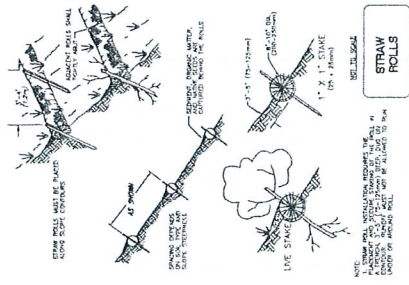 STRAW ROLLS MUST BE PLACED
ALONG SLOPE CONTOURS
ADJACENT ROLLS SHALL
TIGHTLY ABUT
SPACING DEPENDS
ON SOIL TYPE AND
SLOPE STEEPNESS
SEDIMENT, ORGANIC MATTER,
AND NATIVE SEEDS ARE
CAPTURED BEHIND THE ROLLS
LIVE STAKE
3"-5" (75-125mm)
8"-10" DIA.
(200-250mm)
1" X 1" STAKE
(25 x 25mm)
NOT TO SCALE
NOTE:
1. STRAW ROLL INSTALLATION REQUIRES THE
PLACEMENT AND SECURE STAKING OF THE ROLL IN
A TRENCH, 3"-5" (75-125mm) DEEP, DUG ON
CONTOUR. RUNOFF MUST NOT BE ALLOWED TO RUN
UNDER OR AROUND ROLL.
STRAW
ROLLS